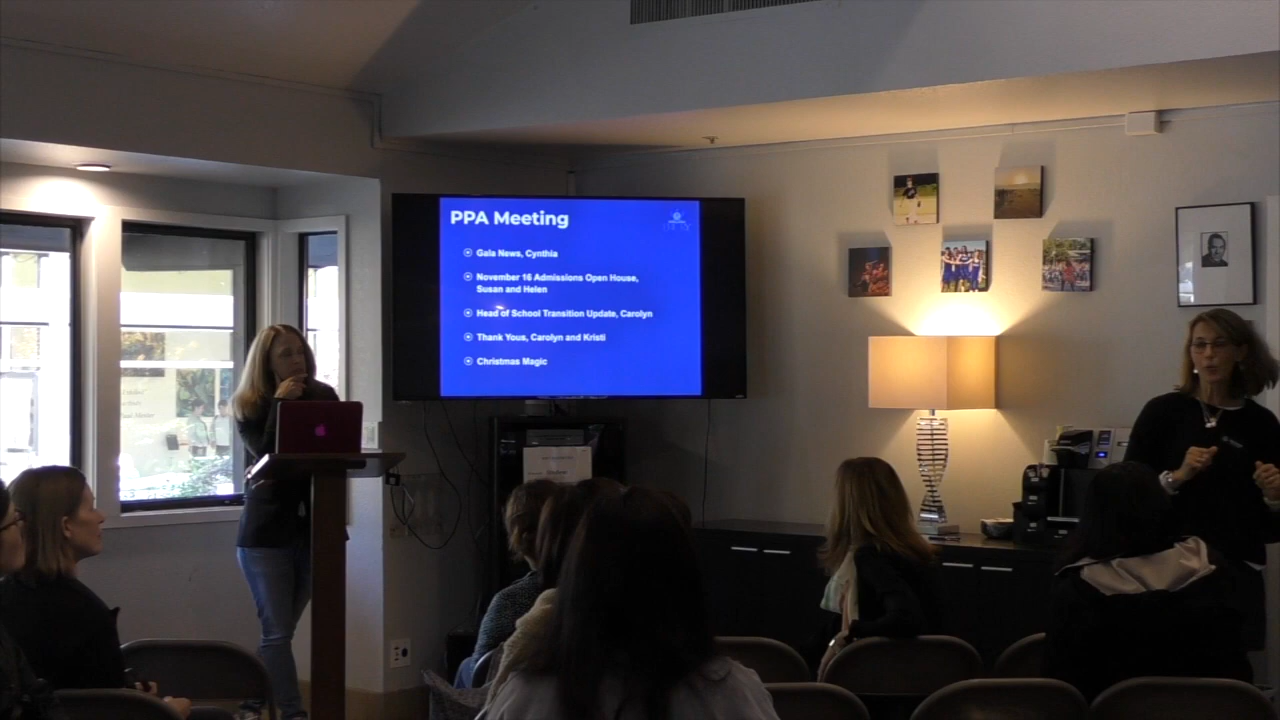 PPA Meeting
Gala News, Cynthia
November 16 Admissions Open House,
Susan and Helen
Head of School Transition Update, Carolyn
Thank Yous, Carolyn and Kristi
Christmas Magic